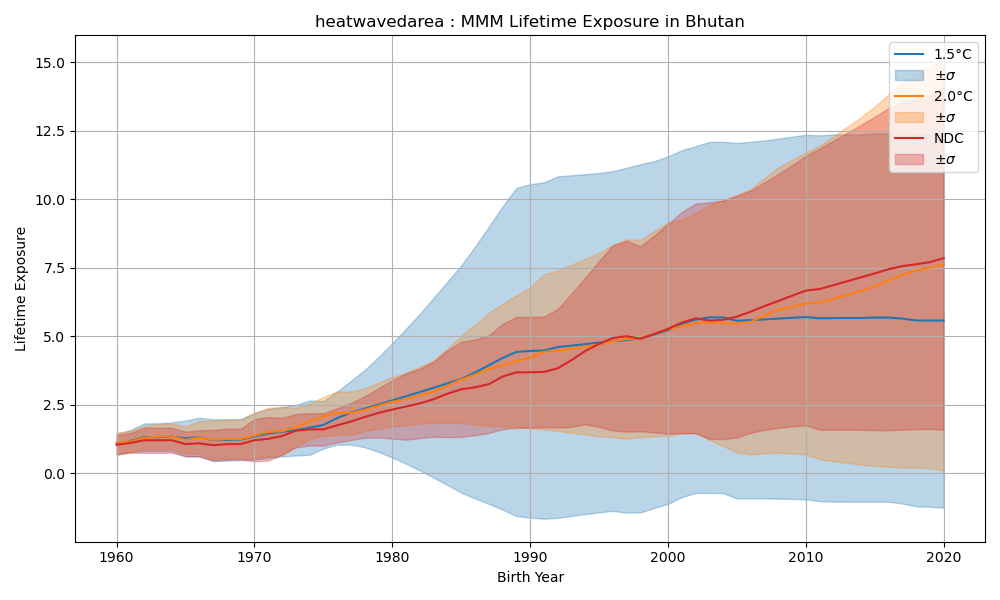 heatwavedarea : MMM Lifetime Exposure in Bhutan
15.0
12.5
10.0
7.5
5.0
2.5
0.0
Lifetime Exposure
1960
1970
1980
1990
2000
2010
2020
Birth Year
1.5°C
±σ
2.0°C
±σ
NDC
±σ